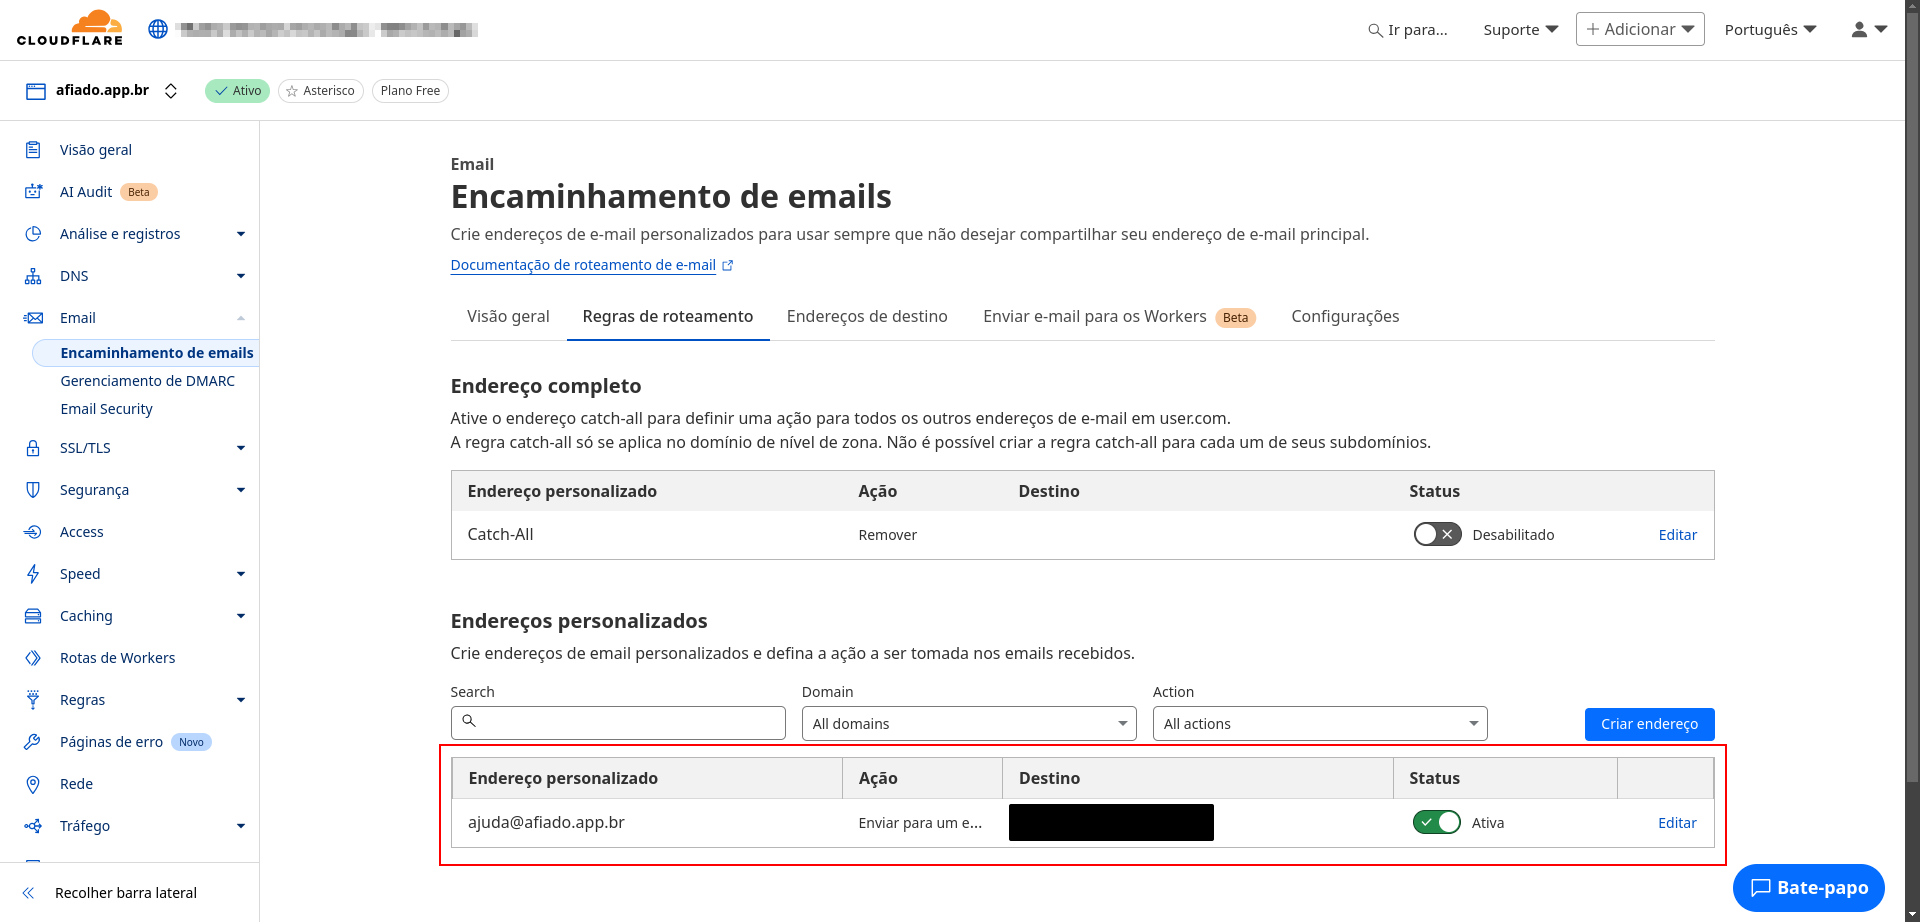 CLOUDFLARE
Ir para...
Suporte
Adicionar
Português
afiado.app.br
Ativo
Asterisco
Plano Free
Visão geral
AI Audit Beta
Análise e registros
DNS
Email
Encaminhamento de emails
Gerenciamento de DMARC
Email Security
SSL/TLS
Segurança
Access
Speed
Caching
Rotas de Workers
Regras
Páginas de erro Novo
Rede
Tráfego
Recolher barra lateral
Email
Encaminhamento de emails
Crie endereços de e-mail personalizados para usar sempre que não desejar compartilhar seu endereço de e-mail principal.
Documentação de roteamento de e-mail
Visão geral Regras de roteamento Endereços de destino Enviar e-mail para os Workers Beta Configurações
Endereço completo
Ative o endereço catch-all para definir uma ação para todos os outros endereços de e-mail em user.com.
A regra catch-all só se aplica no domínio de nível de zona. Não é possível criar a regra catch-all para cada um de seus subdomínios.
Endereço personalizado Ação Destino Status
Catch-All Remover Desabilitado Editar
Endereços personalizados
Crie endereços de email personalizados e defina a ação a ser tomada nos emails recebidos.
Search Domain Action
All domains All actions Criar endereço
Endereço personalizado Ação Destino Status
ajuda@afiado.app.br Enviar para um e... Ativa Editar
Bate-papo